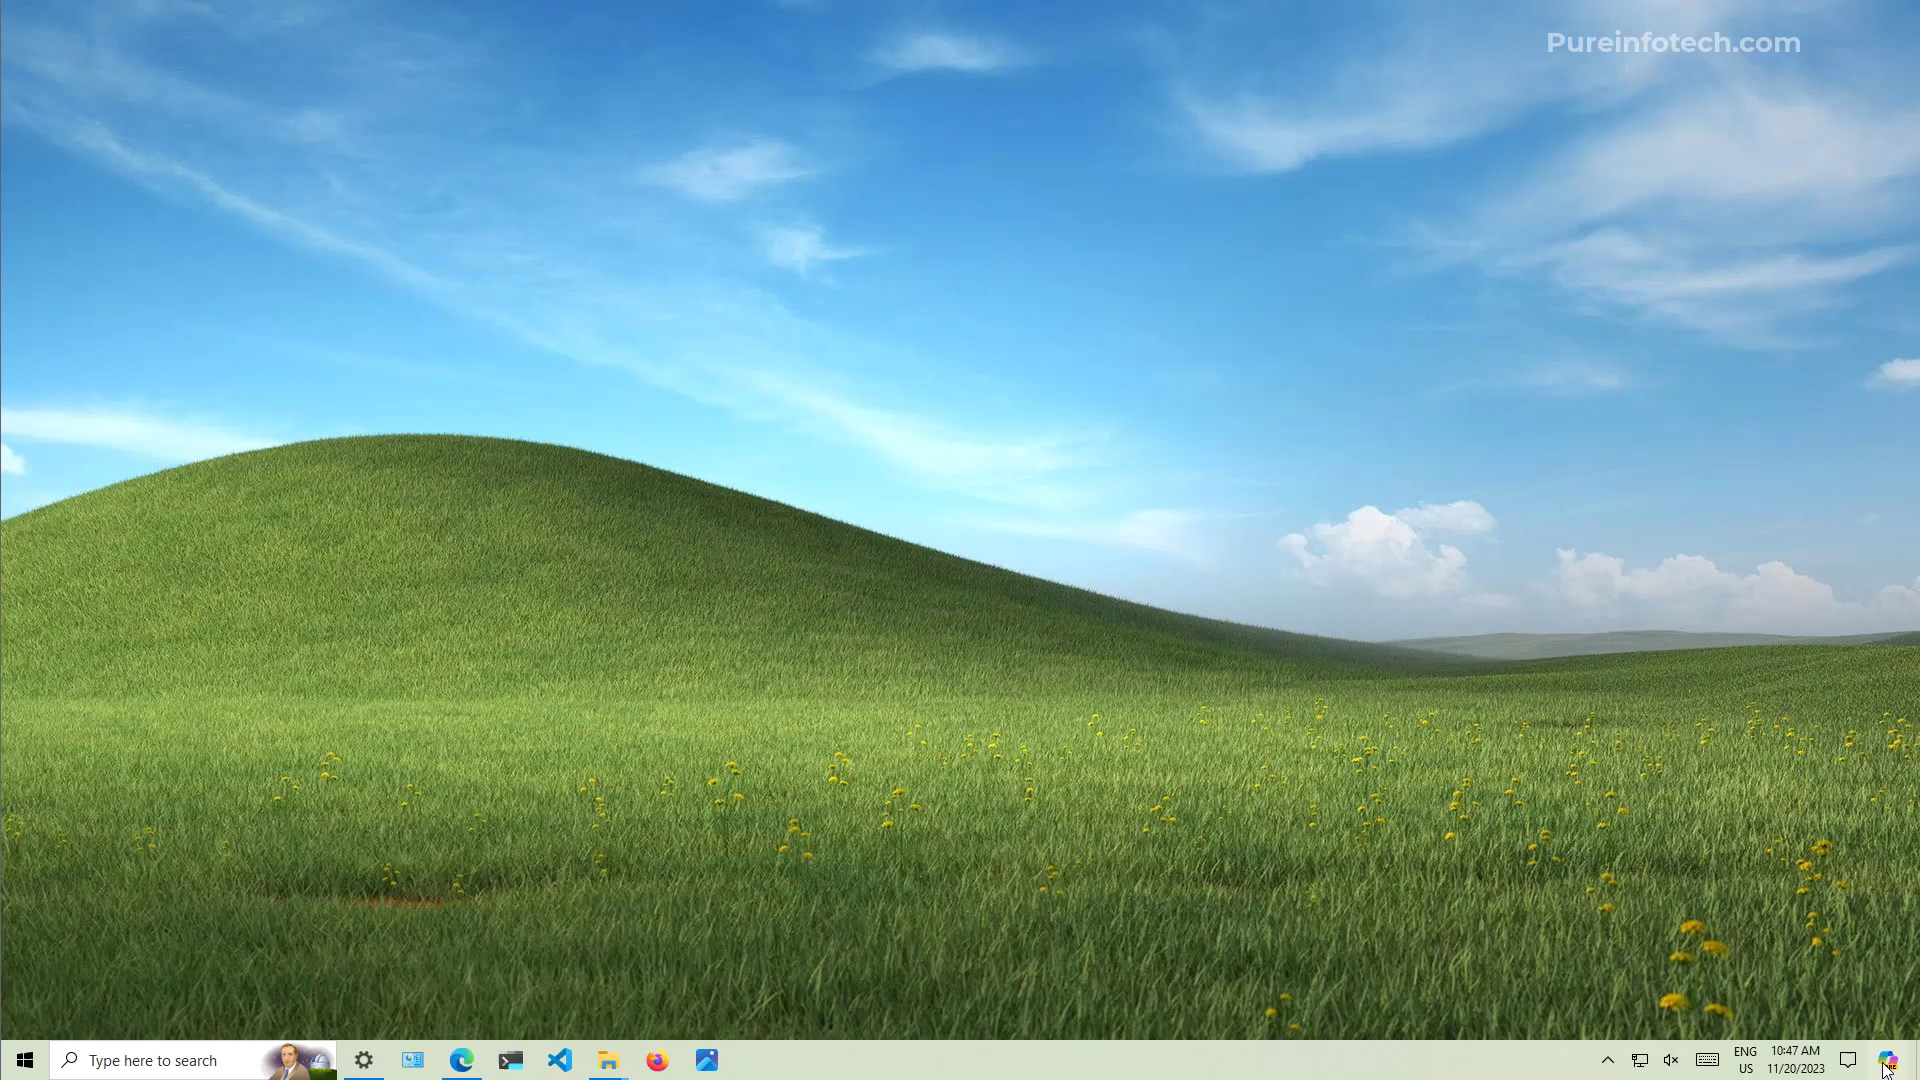 Pureinfotech.com
Type here to search
ENG
US
10:47 AM
11/20/2023